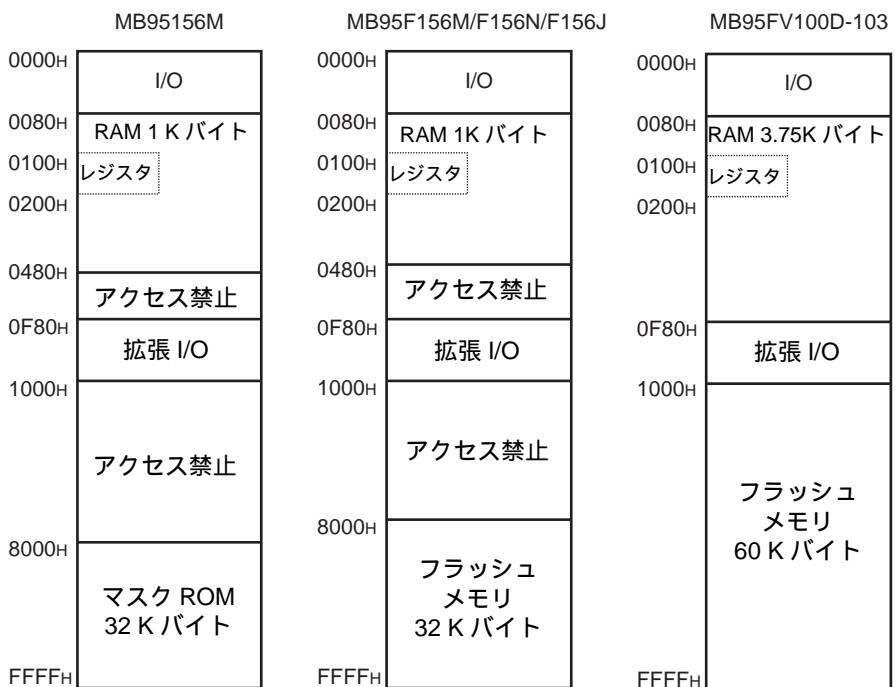 MB95156M
0000H
I/O
0080H
RAM 1 K バイト
0100H
レジスタ
0200H
0480H
アクセス禁止
0F80H
拡張 I/O
1000H
アクセス禁止
8000H
マスク ROM
32 K バイト
FFFFH
MB95F156M/F156N/F156J
0000H
I/O
0080H
RAM 1K バイト
0100H
レジスタ
0200H
0480H
アクセス禁止
0F80H
拡張 I/O
1000H
アクセス禁止
8000H
フラッシュ
メモリ
32 K バイト
FFFFH
MB95FV100D-103
0000H
I/O
0080H
RAM 3.75K バイト
0100H
レジスタ
0200H
0F80H
拡張 I/O
1000H
フラッシュ
メモリ
60 K バイト
FFFFH